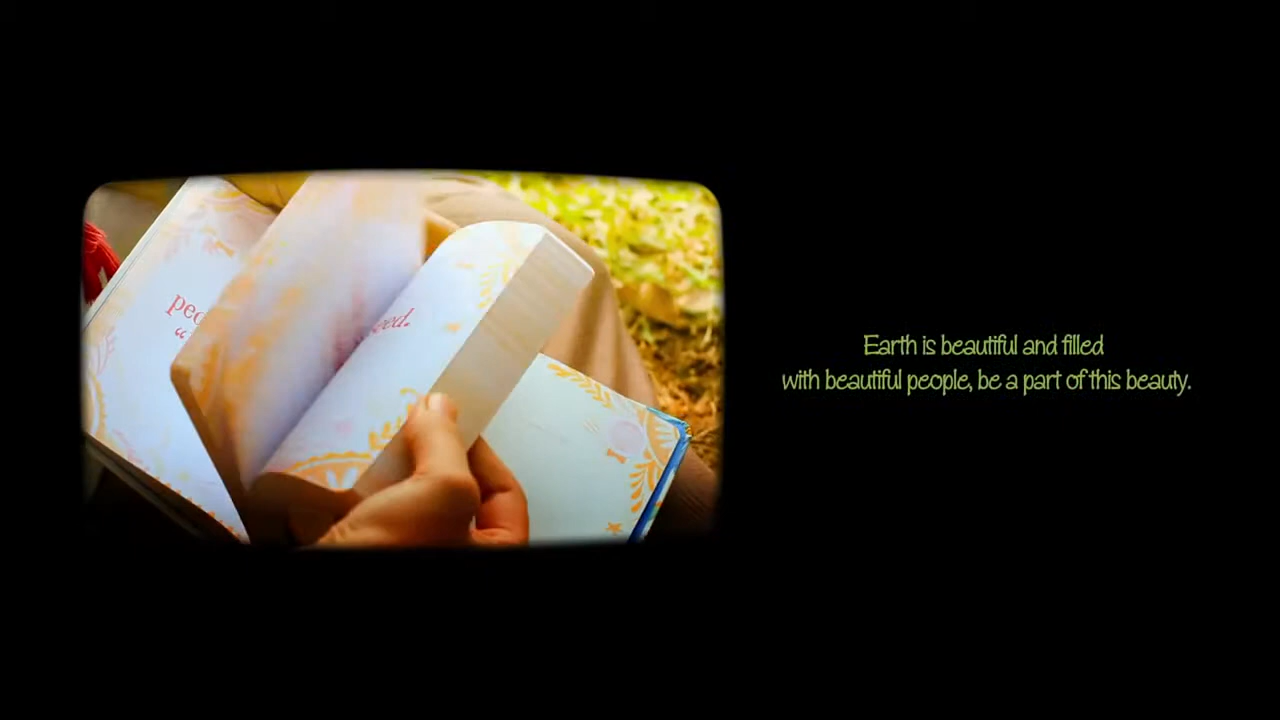 Earth is beautiful and filled
with beautiful people, be a part of this beauty.